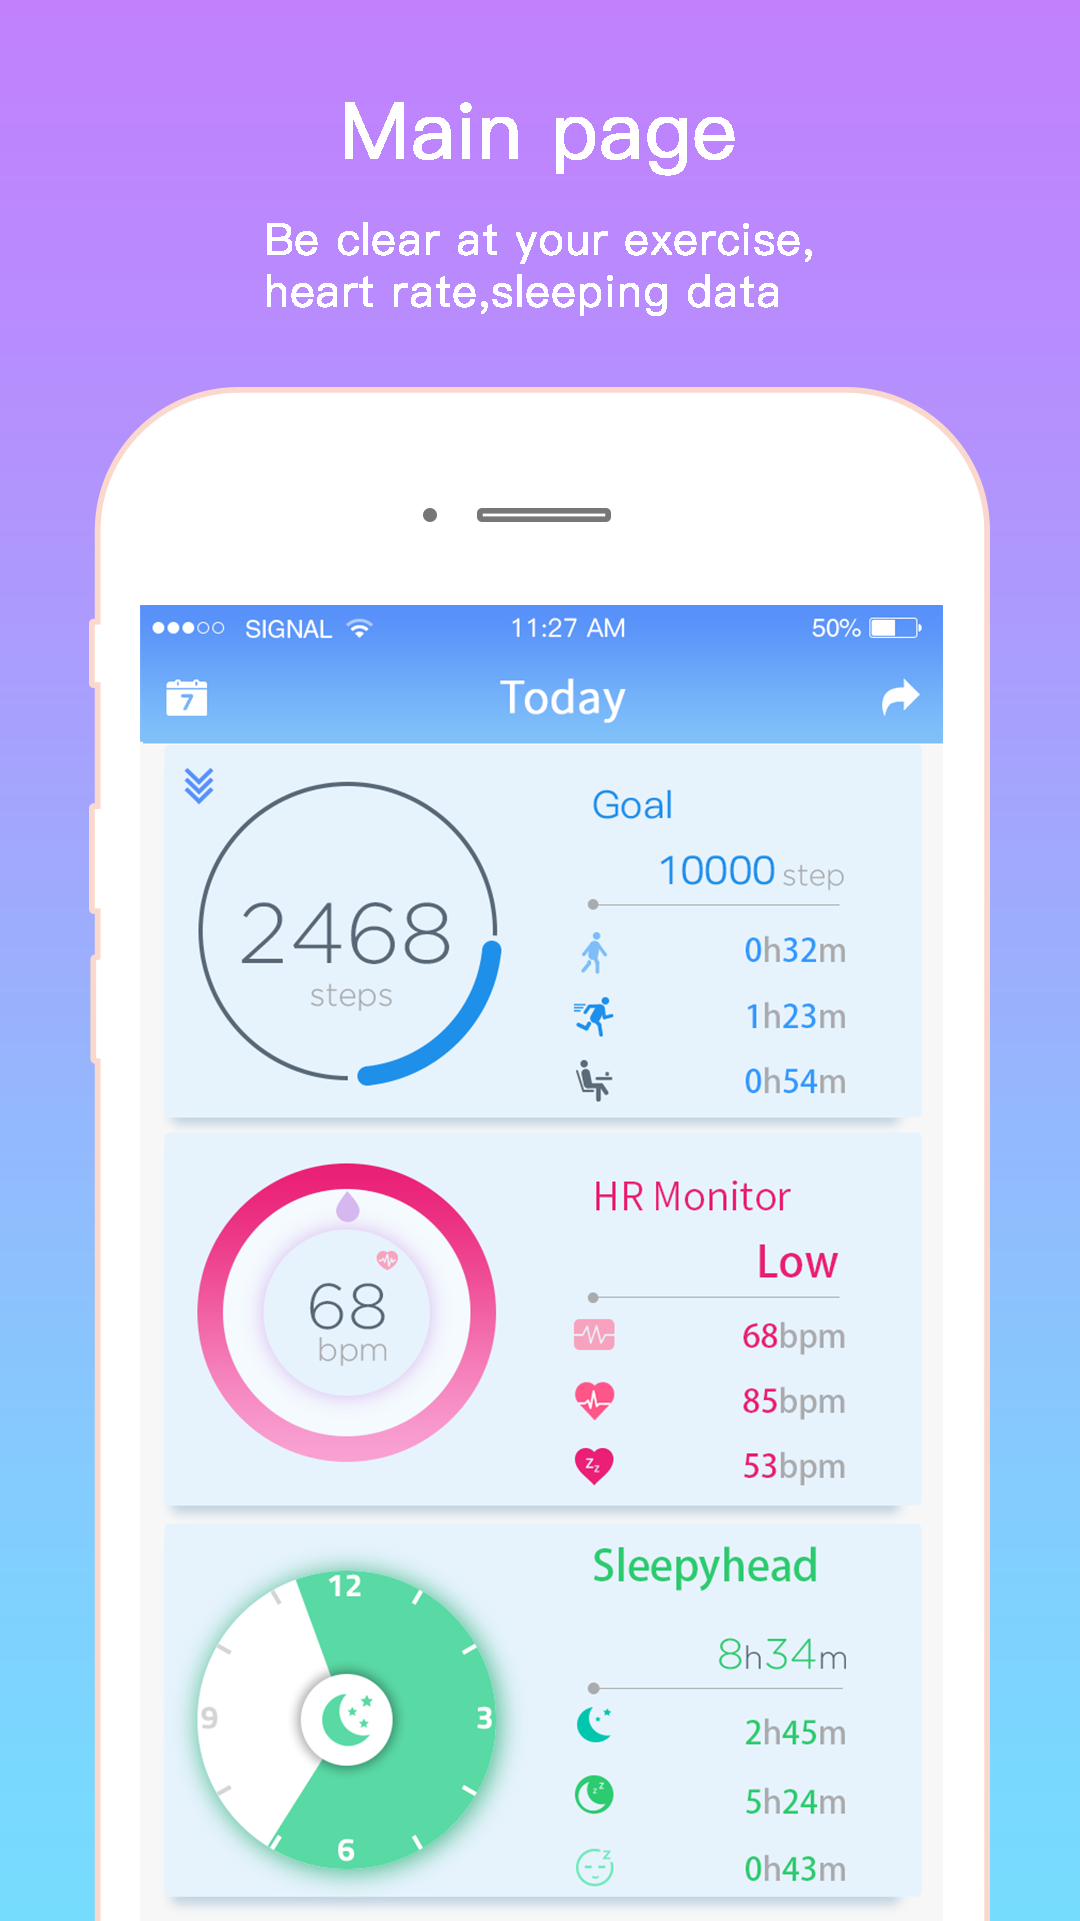 Main page
Be clear at your exercise,
heart rate,sleeping data
SIGNAL 11:27 AM 50%
7 Today
Goal
10000 step
2468
steps
0h32m
1h23m
0h54m
HR Monitor
Low
68
bpm
68bpm
85bpm
zz 53bpm
Sleepyhead
8h34m
12
3
6
9
2h45m
zz 5h24m
z 0h43m